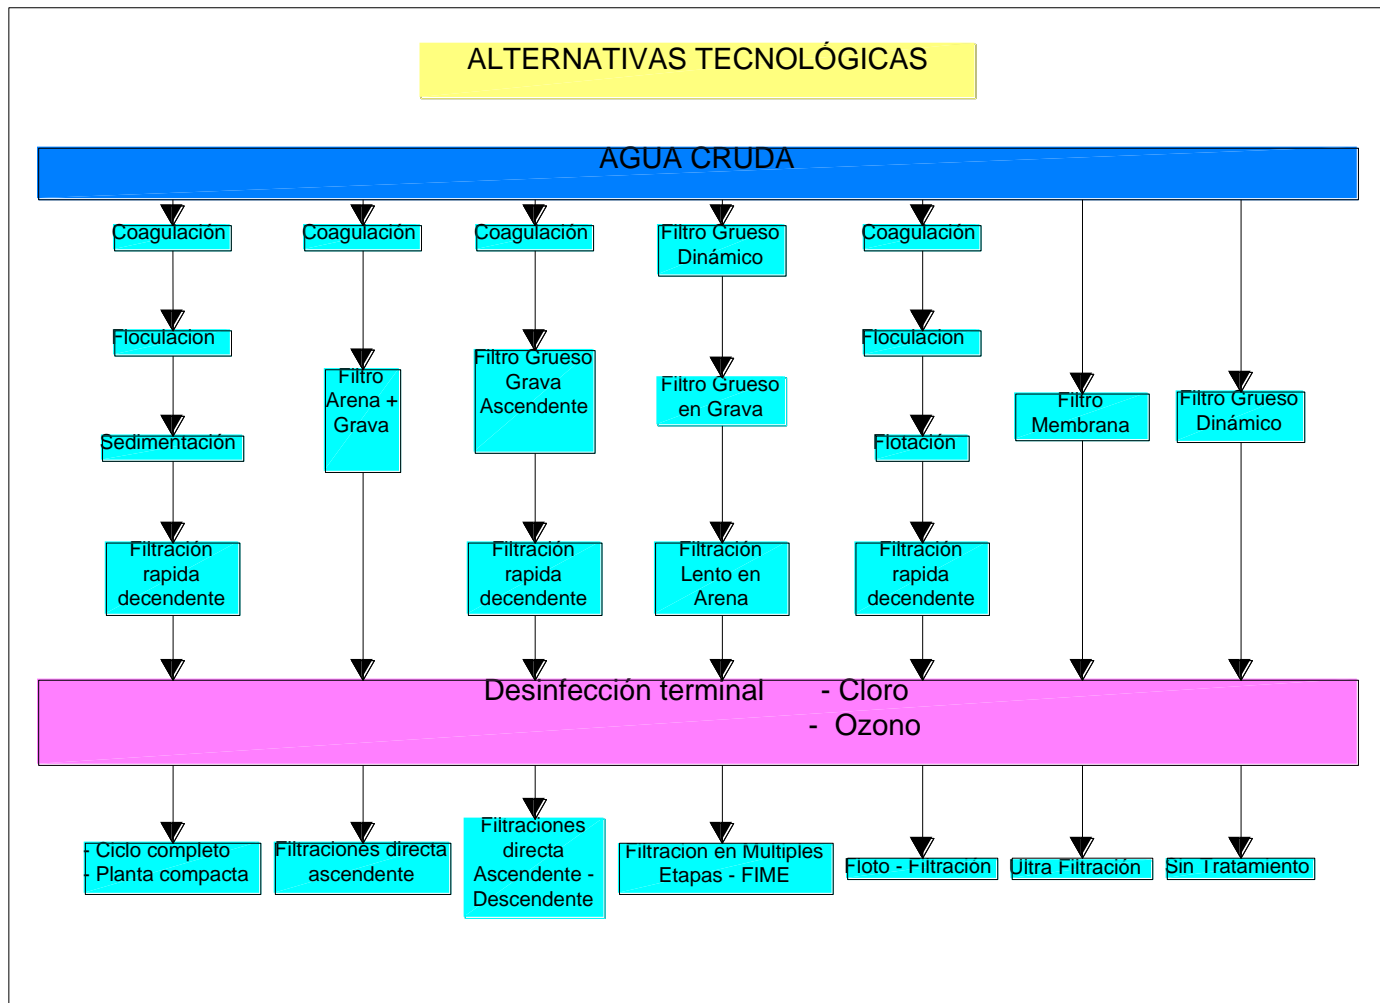 ALTERNATIVAS TECNOLÓGICAS
AGUA CRUDA
Coagulación
Coagulación
Coagulación
Filtro Grueso
Dinámico
Coagulación
Floculacion
Floculacion
Filtro
Arena +
Grava
Filtro Grueso
Grava
Ascendente
Filtro Grueso
en Grava
Filtro
Membrana
Filtro Grueso
Dinámico
Sedimentación
Flotación
Filtración
rapida
decendente
Filtración
rapida
decendente
Filtración
Lento en
Arena
Filtración
rapida
decendente
Desinfección terminal - Cloro
- Ozono
- Ciclo completo
- Planta compacta
Filtraciones directa
ascendente
Filtraciones
directa
Ascendente -
Descendente
Filtracion en Multiples
Etapas - FIME
Floto - Filtración
Ultra Filtración
Sin Tratamiento